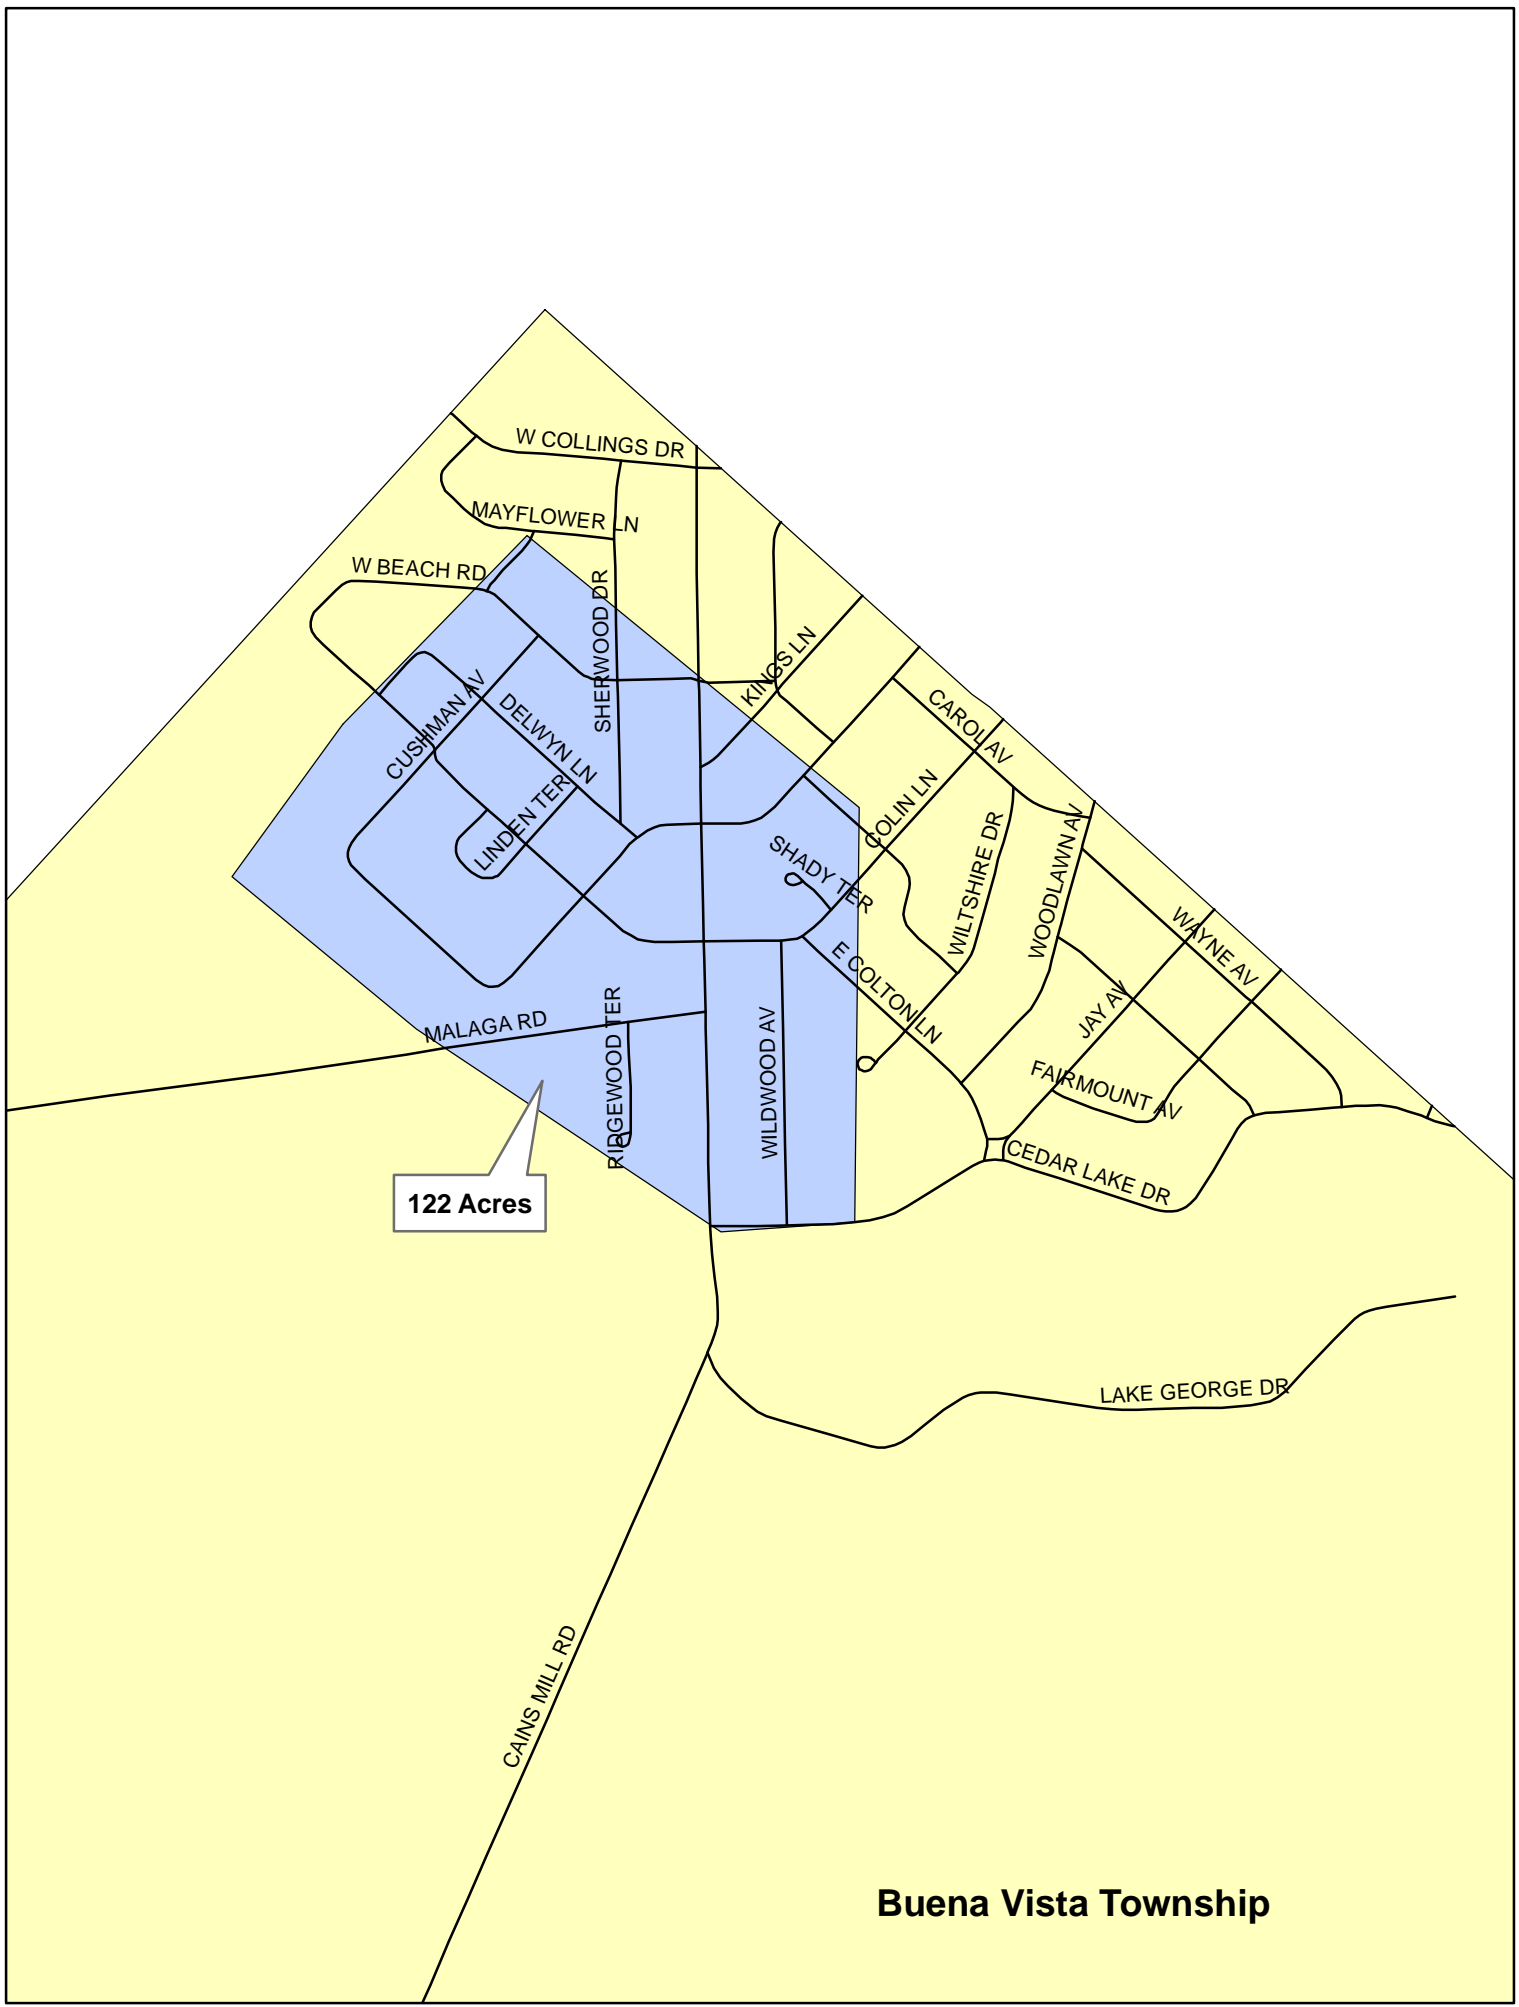 W COLLINGS DR
MAYFLOWER LN
W BEACH RD
SHERWOOD DR
KINGS LN
CUSHMAN AV
DELWYN LN
CAROL AV
LINDEN TER
COLIN LN
SHADY TER
WILTSHIRE DR
WOODLAWN AV
WAYNE AV
E COLTON LN
JAY AV
MALAGA RD
RIDGEWOOD TER
WILDWOOD AV
FAIRMOUNT AV
CEDAR LAKE DR
122 Acres
LAKE GEORGE DR
CAINS MILL RD
Buena Vista Township